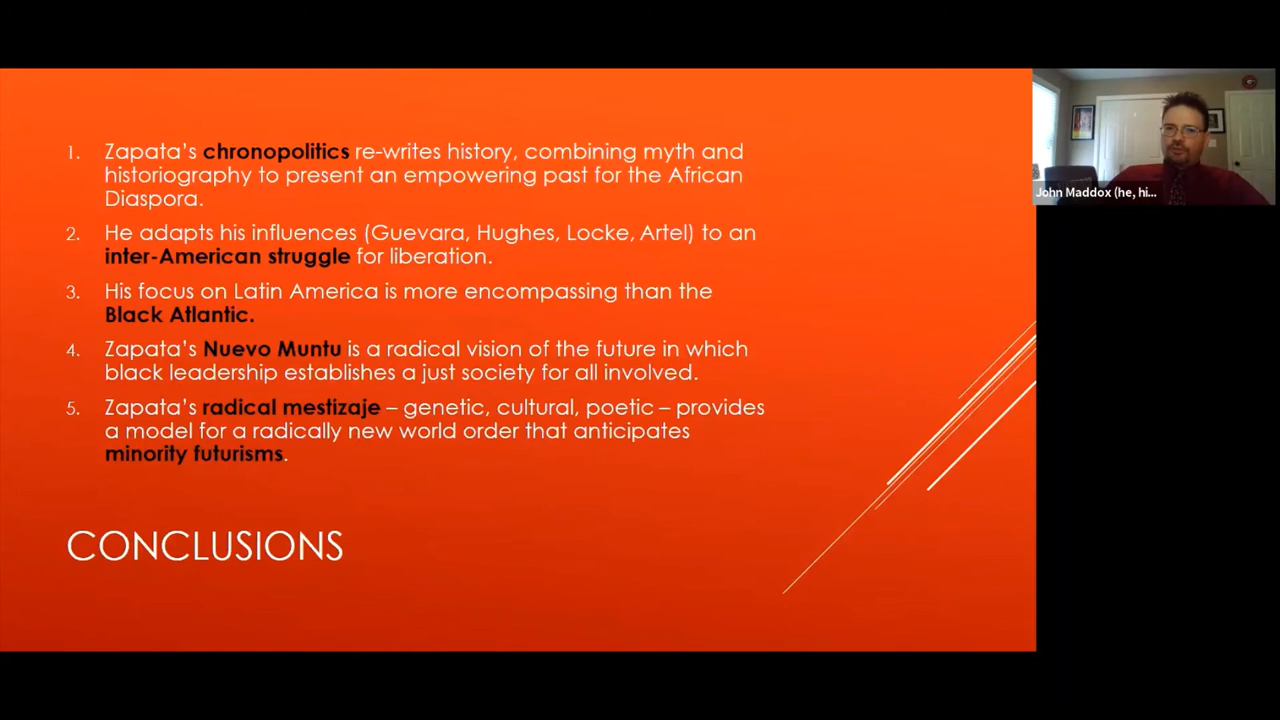 1. Zapata's chronopolitics re-writes history, combining myth and
historiography to present an empowering past for the African
Diaspora.
2. He adapts his influences (Guevara, Hughes, Locke, Artel) to an
inter-American struggle for liberation.
3. His focus on Latin America is more encompassing than the
Black Atlantic.
4. Zapata's Nuevo Muntu is a radical vision of the future in which
black leadership establishes a just society for all involved.
5. Zapata's radical mestizaje – genetic, cultural, poetic – provides
a model for a radically new world order that anticipates
minority futurisms.
CONCLUSIONS
John Maddox (he, hi...